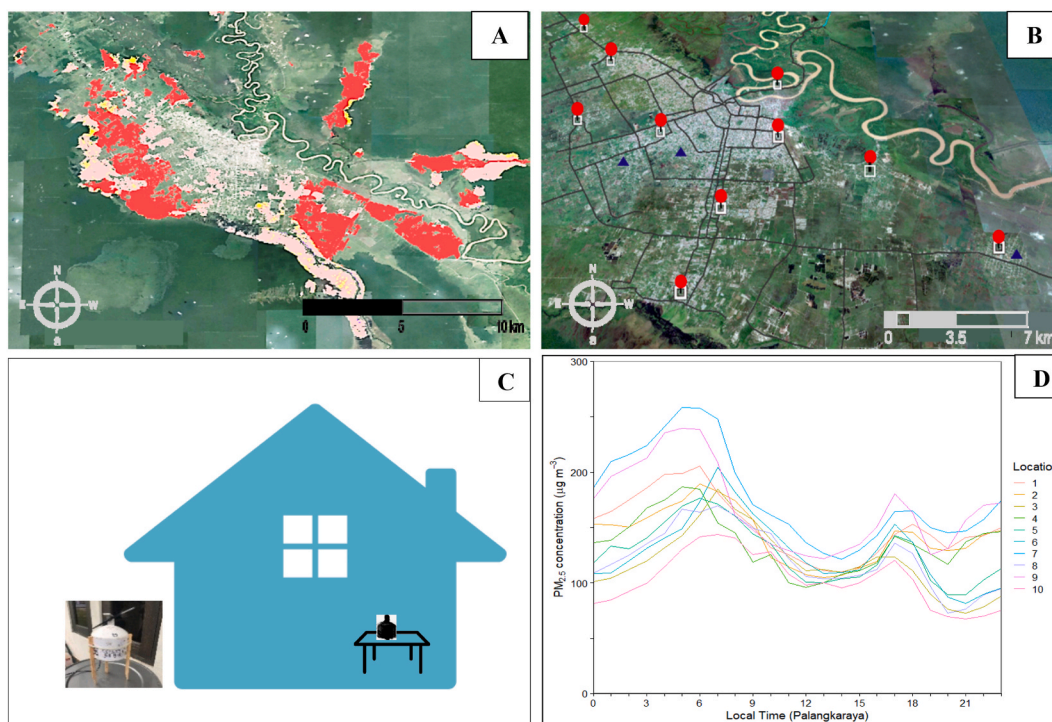 A
N
E
W
S
0
5
10 km
B
N
E
W
S
0
3.5
7 km
C
D
300
200
100
0
PM2.5 concentration (µg m⁻³)
0
3
6
9
12
15
18
21
Local Time (Palangkaraya)
Location
1
2
3
4
5
6
7
8
9
10